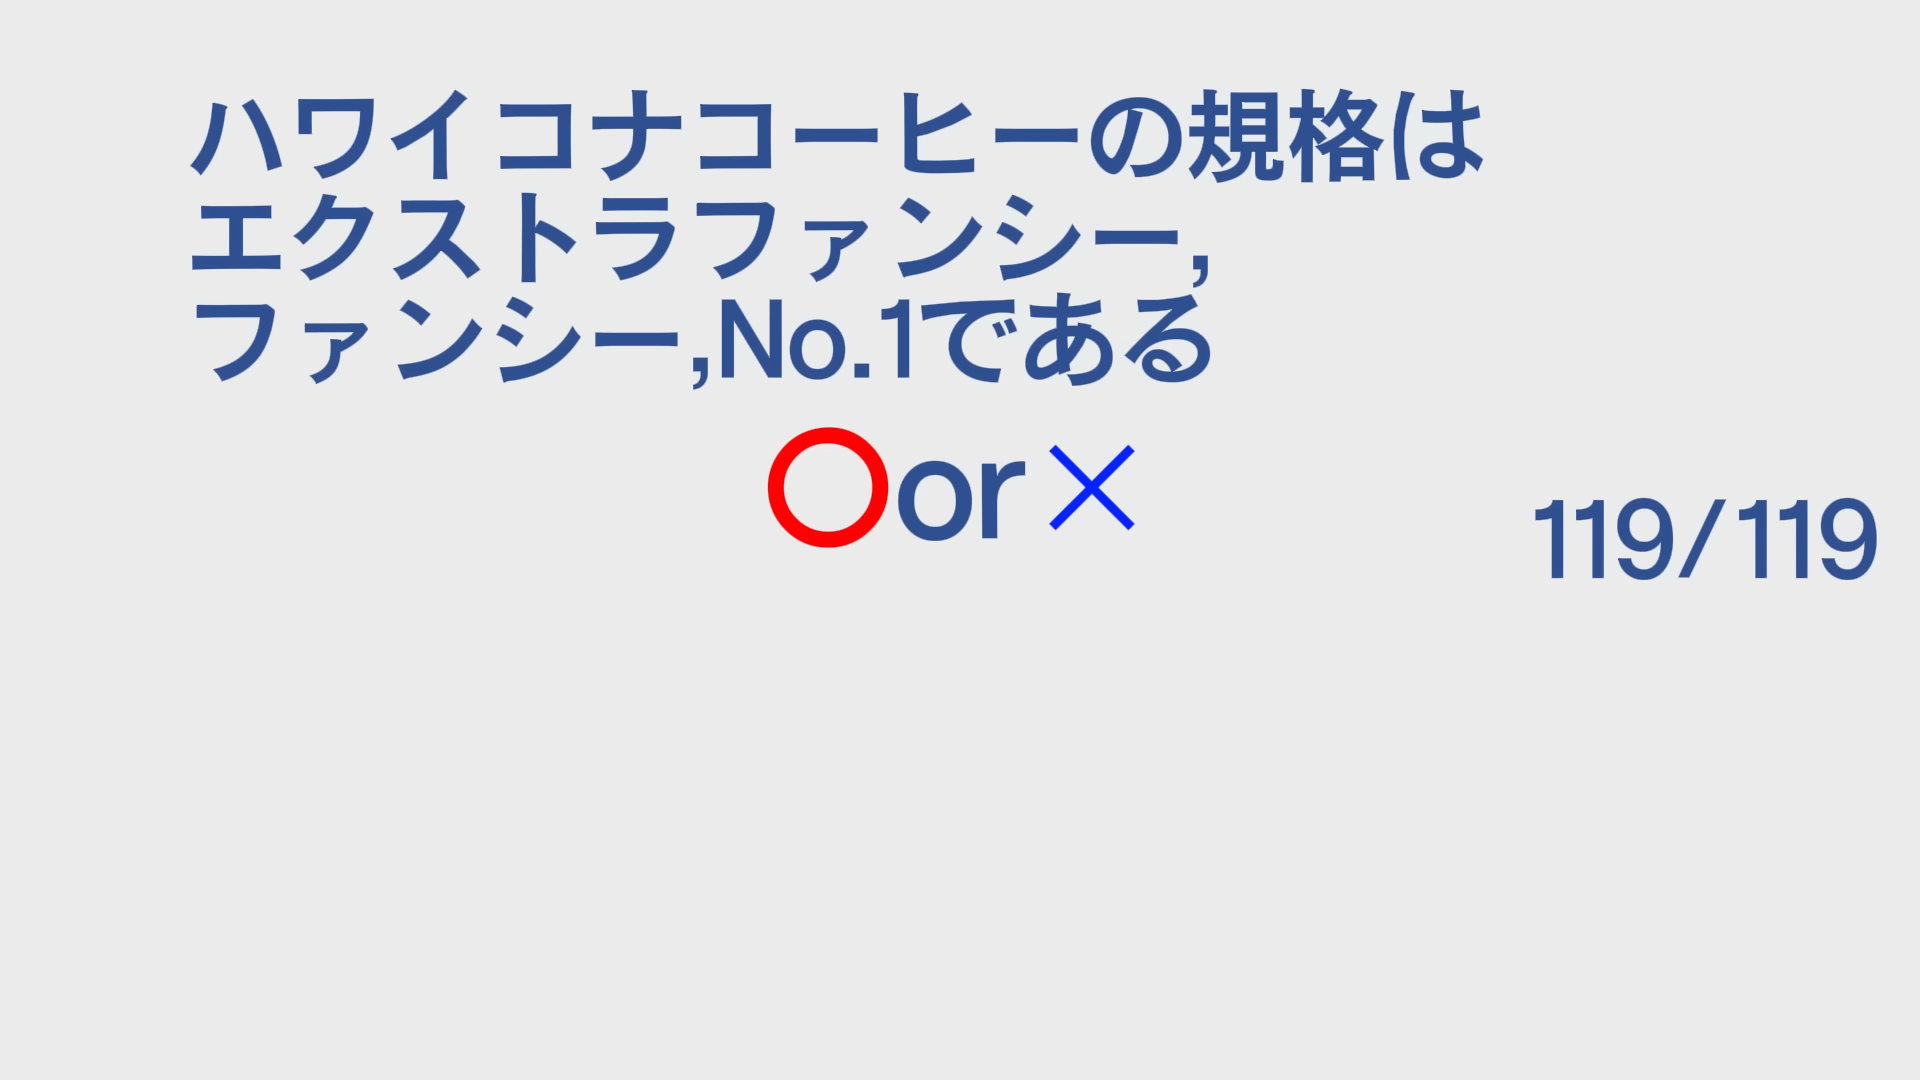 ハワイコナコーヒーの規格は
エクストラファンシー,
ファンシー,No.1である
○or×
119/119